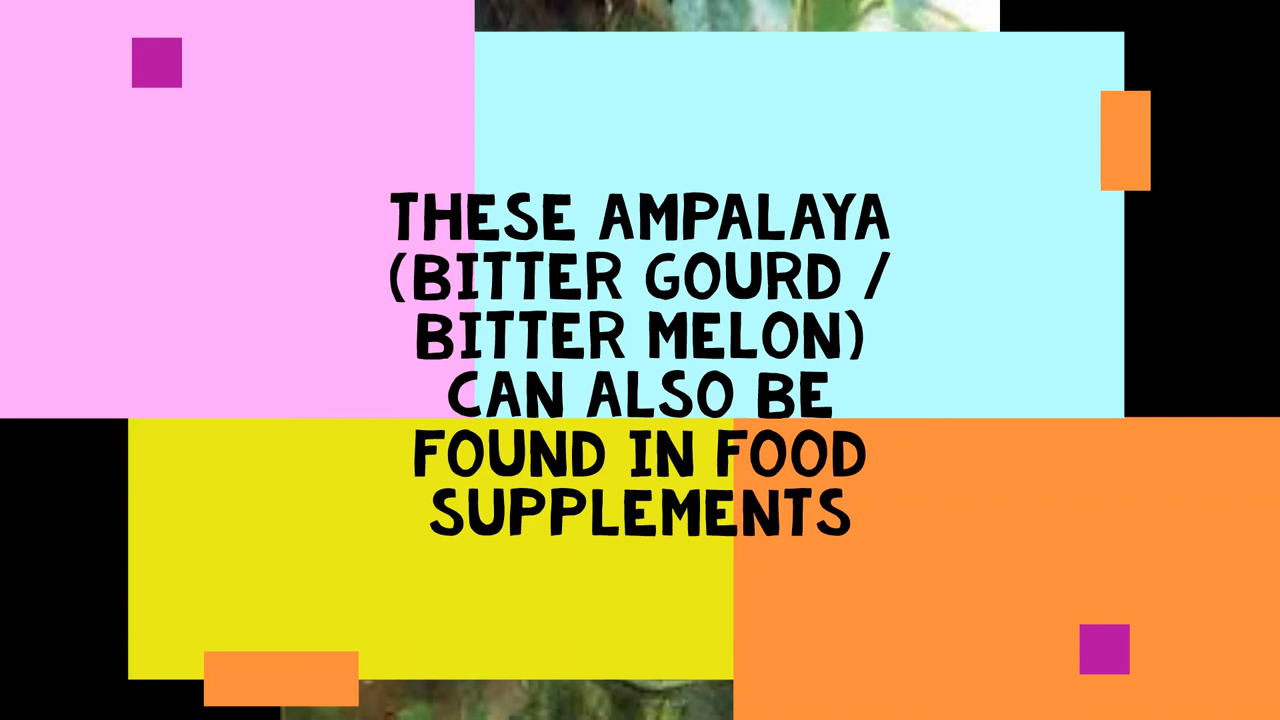 THESE AMPALAYA
(BITTER GOURD /
BITTER MELON)
CAN ALSO BE
FOUND IN FOOD
SUPPLEMENTS